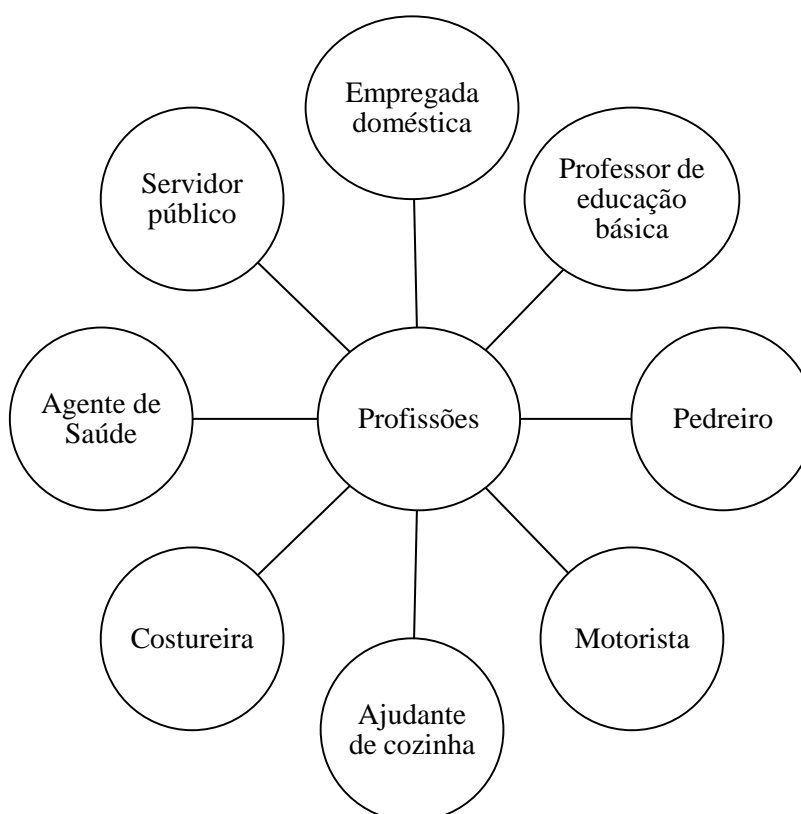 Empregada
doméstica
Servidor
público
Professor de
educação
básica
Agente de
Saúde
Profissões
Pedreiro
Costureira
Motorista
Ajudante
de cozinha